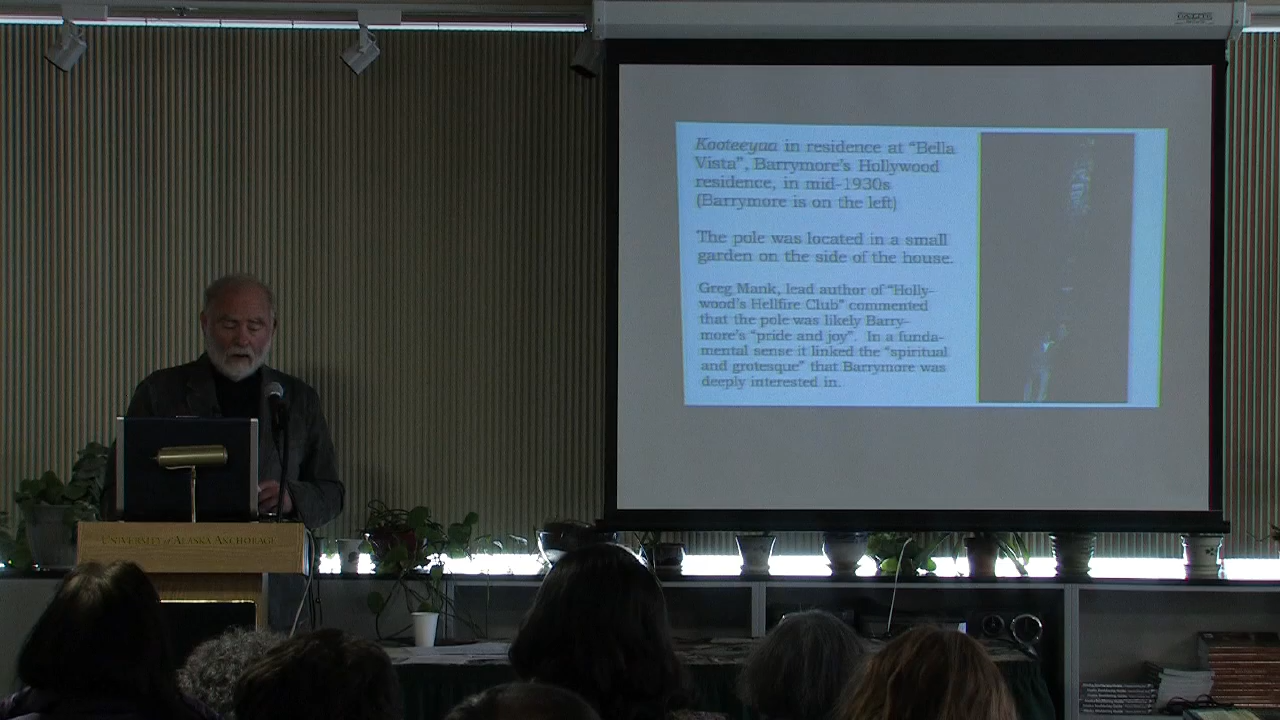 Kooteeyaa in residence at "Bella
Vista", Barrymore's Hollywood
residence, in mid-1930s
(Barrymore is on the left)
The pole was located in a small
garden on the side of the house.
Greg Mank, lead author of "Holly-
wood's Hellfire Club" commented
that the pole was likely Barry-
more's "pride and joy". In a funda-
mental sense it linked the "spiritual
and grotesque" that Barrymore was
deeply interested in.
UNIVERSITY of ALASKA ANCHORAGE